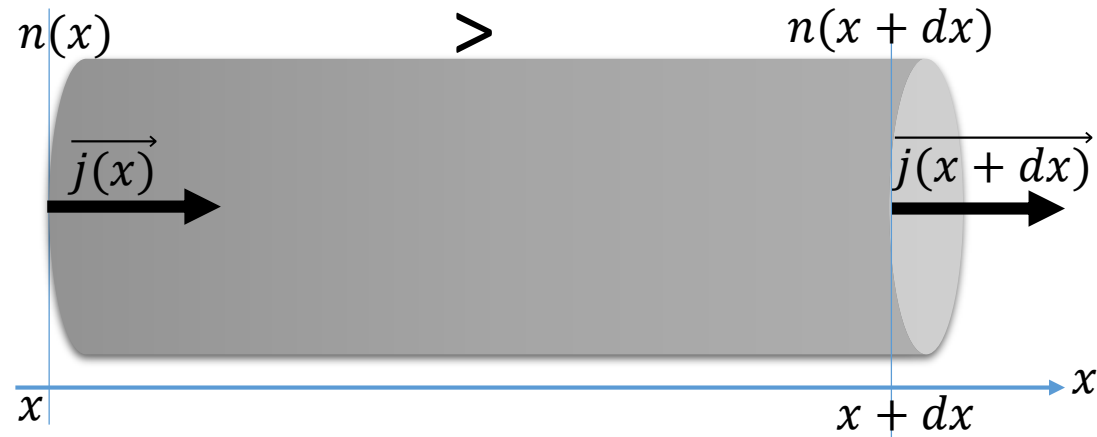 n(x) > n(x + dx)
j(x) j(x + dx)
x
x x + dx